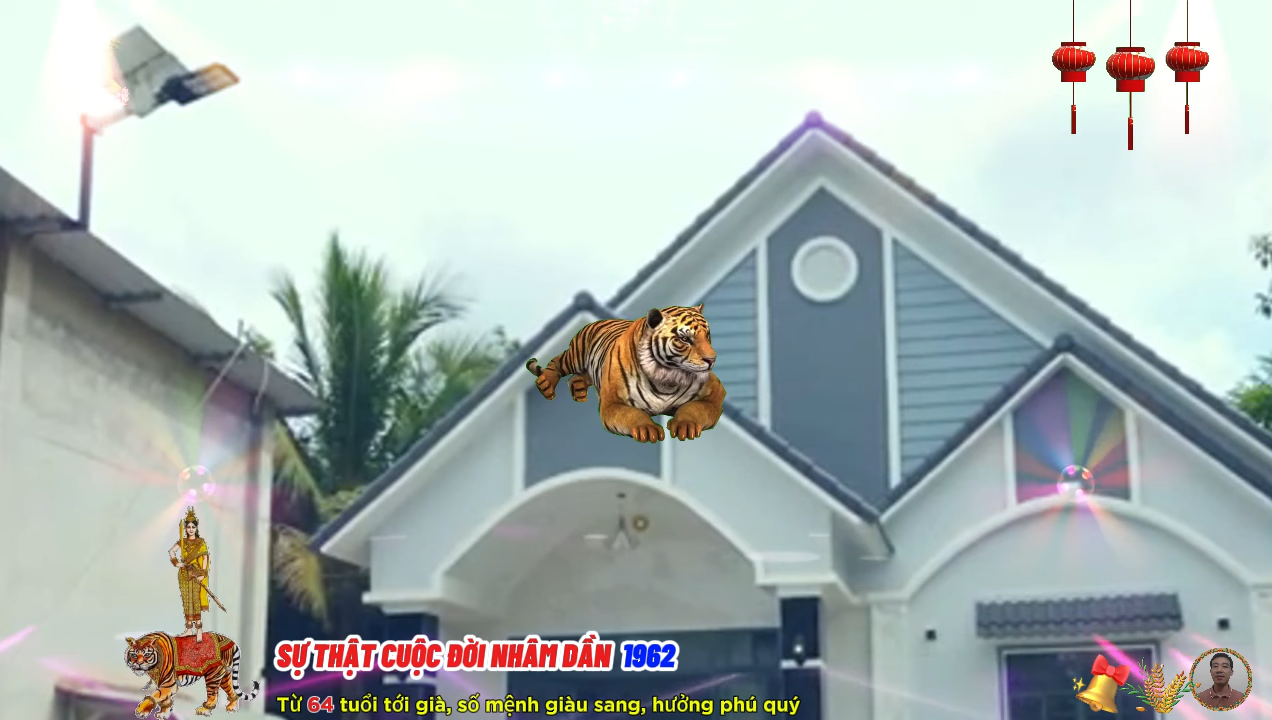 SỰ THẬT CUỘC ĐỜI NHÂM DẦN 1962
Từ 64 tuổi tới già, số mệnh giàu sang, hưởng phú quý